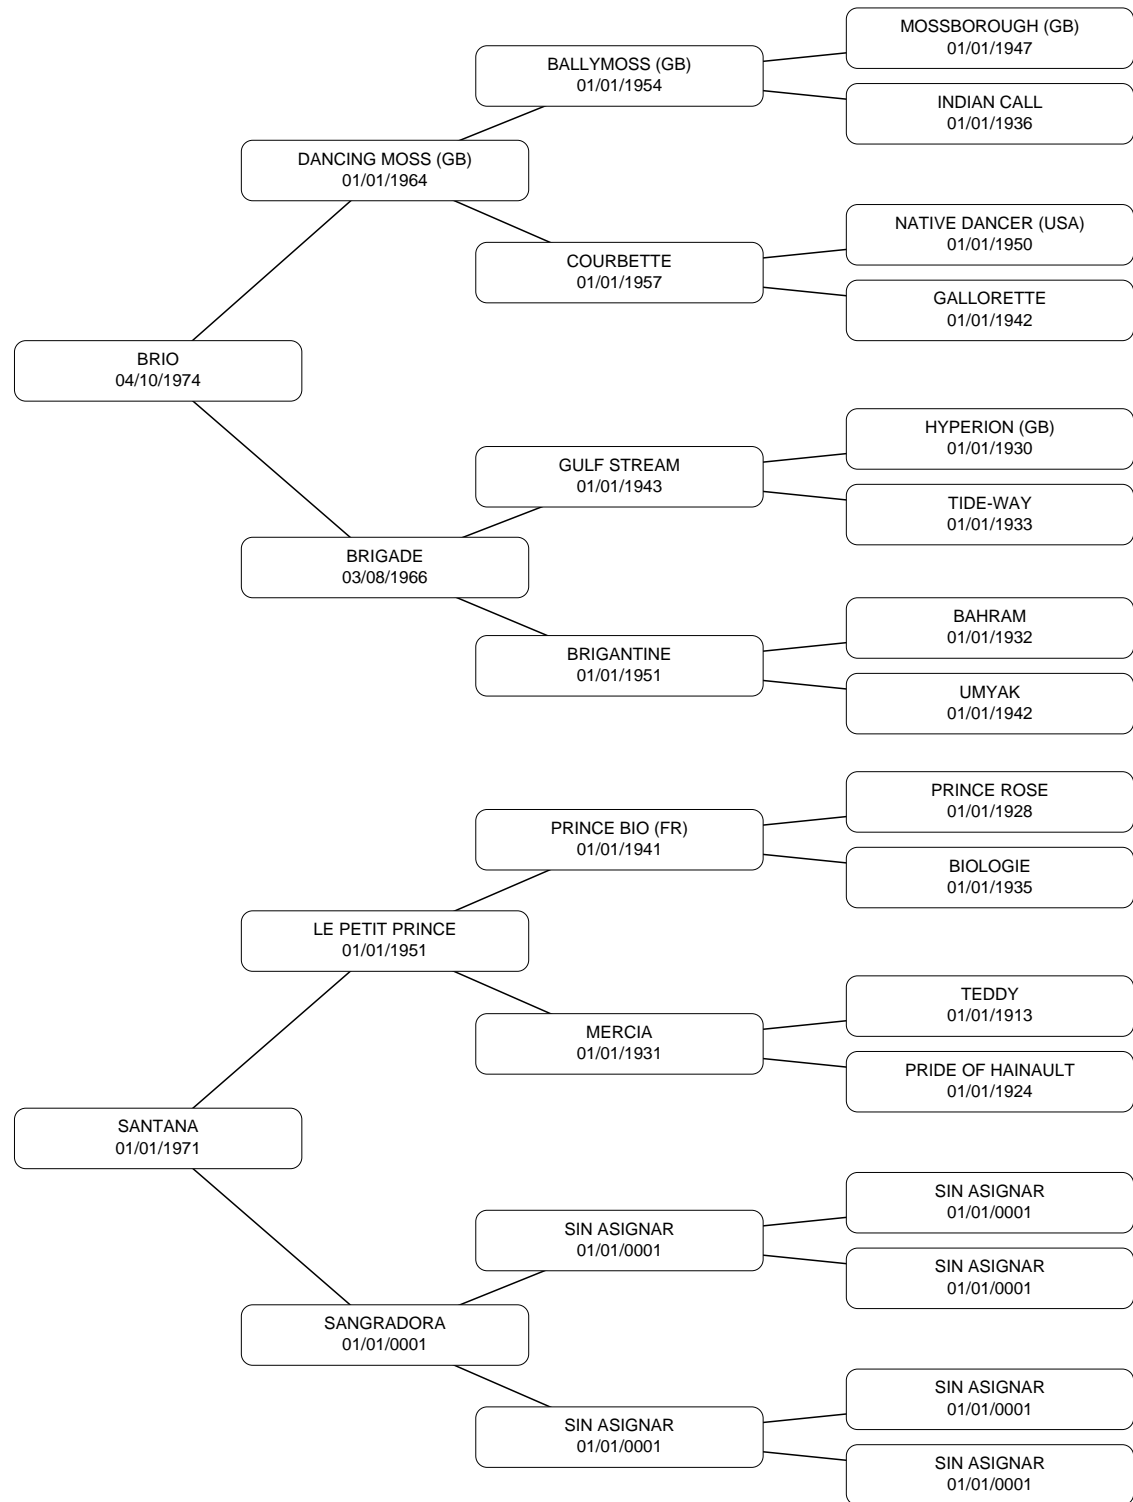 MOSSBOROUGH (GB)
01/01/1947
BALLYMOSS (GB)
01/01/1954
INDIAN CALL
01/01/1936
DANCING MOSS (GB)
01/01/1964
NATIVE DANCER (USA)
01/01/1950
COURBETTE
01/01/1957
GALLORETTE
01/01/1942
BRIO
04/10/1974
HYPERION (GB)
01/01/1930
GULF STREAM
01/01/1943
TIDE-WAY
01/01/1933
BRIGADE
03/08/1966
BAHRAM
01/01/1932
BRIGANTINE
01/01/1951
UMYAK
01/01/1942
PRINCE ROSE
01/01/1928
PRINCE BIO (FR)
01/01/1941
BIOLOGIE
01/01/1935
LE PETIT PRINCE
01/01/1951
TEDDY
01/01/1913
MERCIA
01/01/1931
PRIDE OF HAINAULT
01/01/1924
SANTANA
01/01/1971
SIN ASIGNAR
01/01/0001
SIN ASIGNAR
01/01/0001
SIN ASIGNAR
01/01/0001
SANGRADORA
01/01/0001
SIN ASIGNAR
01/01/0001
SIN ASIGNAR
01/01/0001
SIN ASIGNAR
01/01/0001